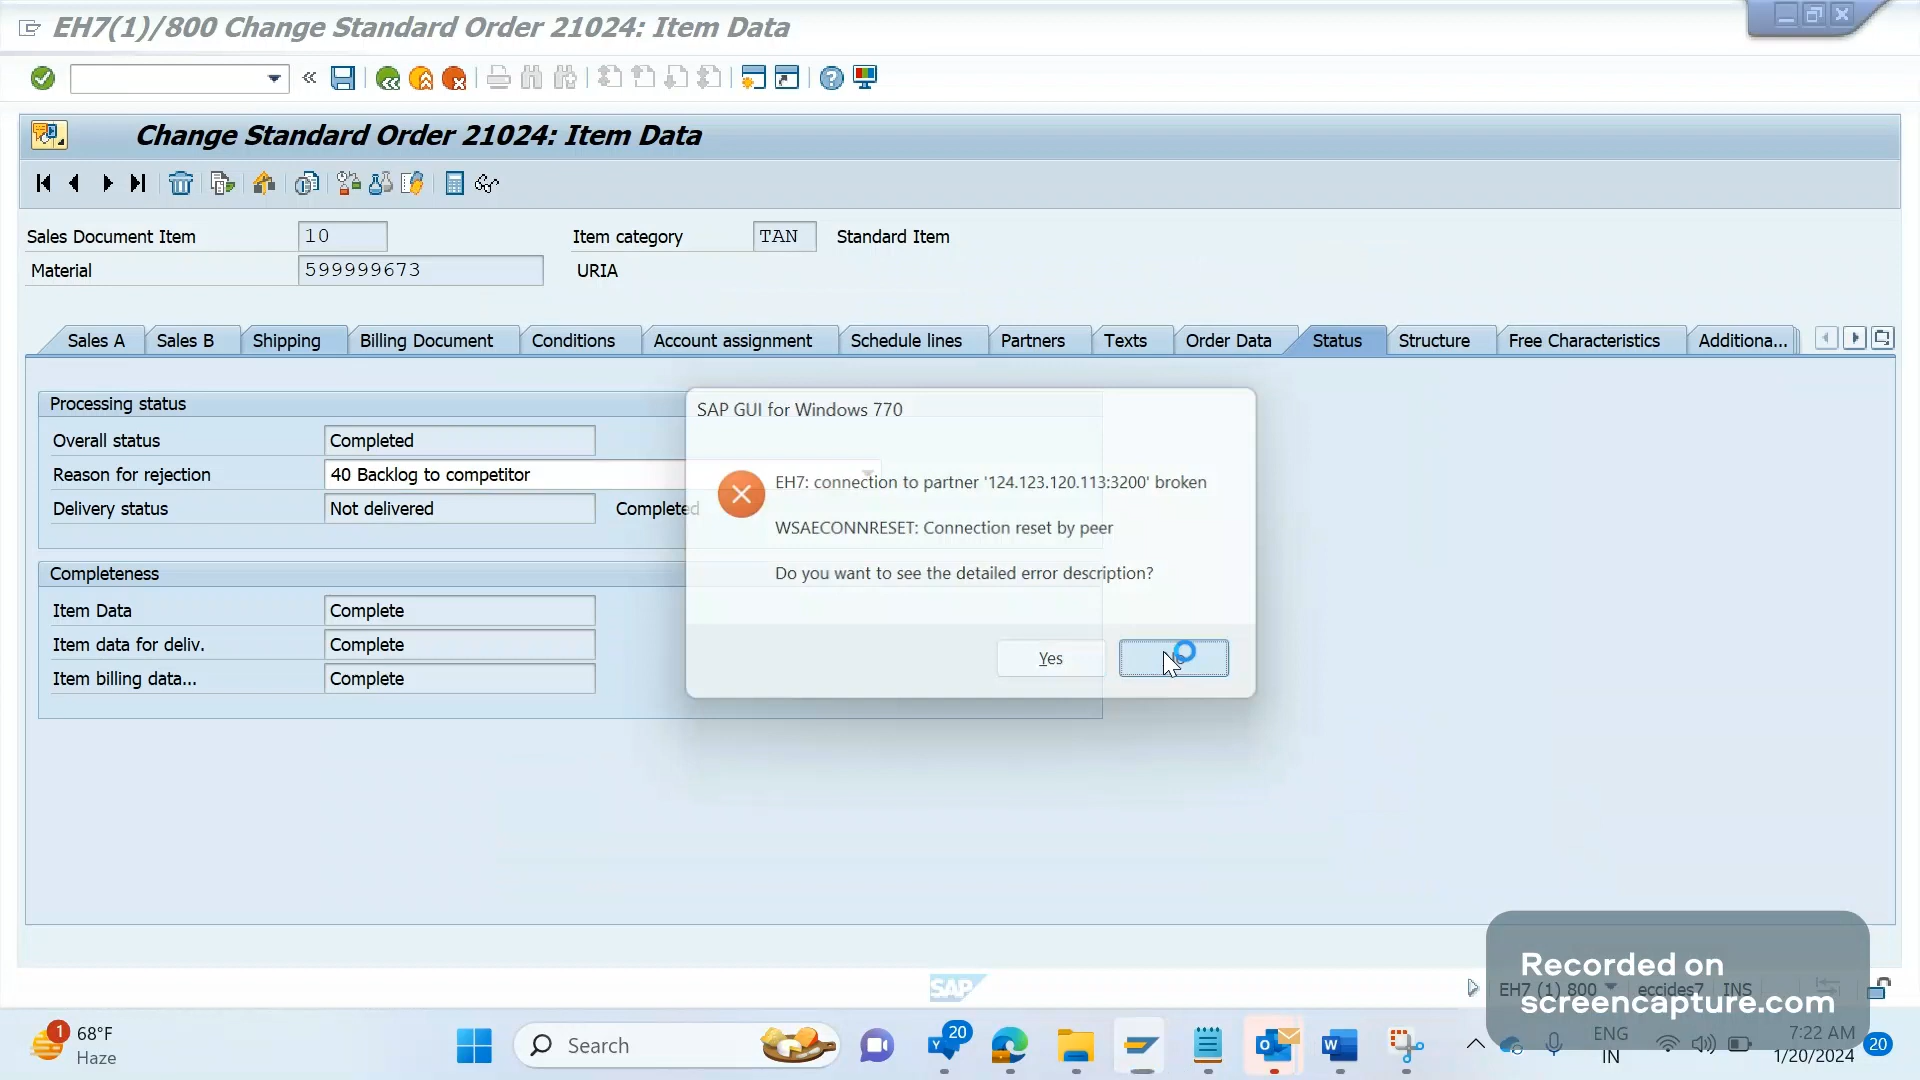 EH7(1)/800 Change Standard Order 21024: Item Data
Change Standard Order 21024: Item Data
Sales Document Item 10 Item category TAN Standard Item
Material 599999673 URIA
Sales A Sales B Shipping Billing Document Conditions Account assignment Schedule lines Partners Texts Order Data Status Structure Free Characteristics Additiona...
Processing status
Overall status Completed
Reason for rejection 40 Backlog to competitor
Delivery status Not delivered Completed
Completeness
Item Data Complete
Item data for deliv. Complete
Item billing data... Complete
SAP GUI for Windows 770
EH7: connection to partner '124.123.120.113:3200' broken
WSAECONNRESET: Connection reset by peer
Do you want to see the detailed error description?
Yes
SAP
EH7 (1) 800 eccides7 INS
Recorded on
screencapture.com
1
68°F
Haze
Search
20
ENG
IN
7:22 AM
1/20/2024
20